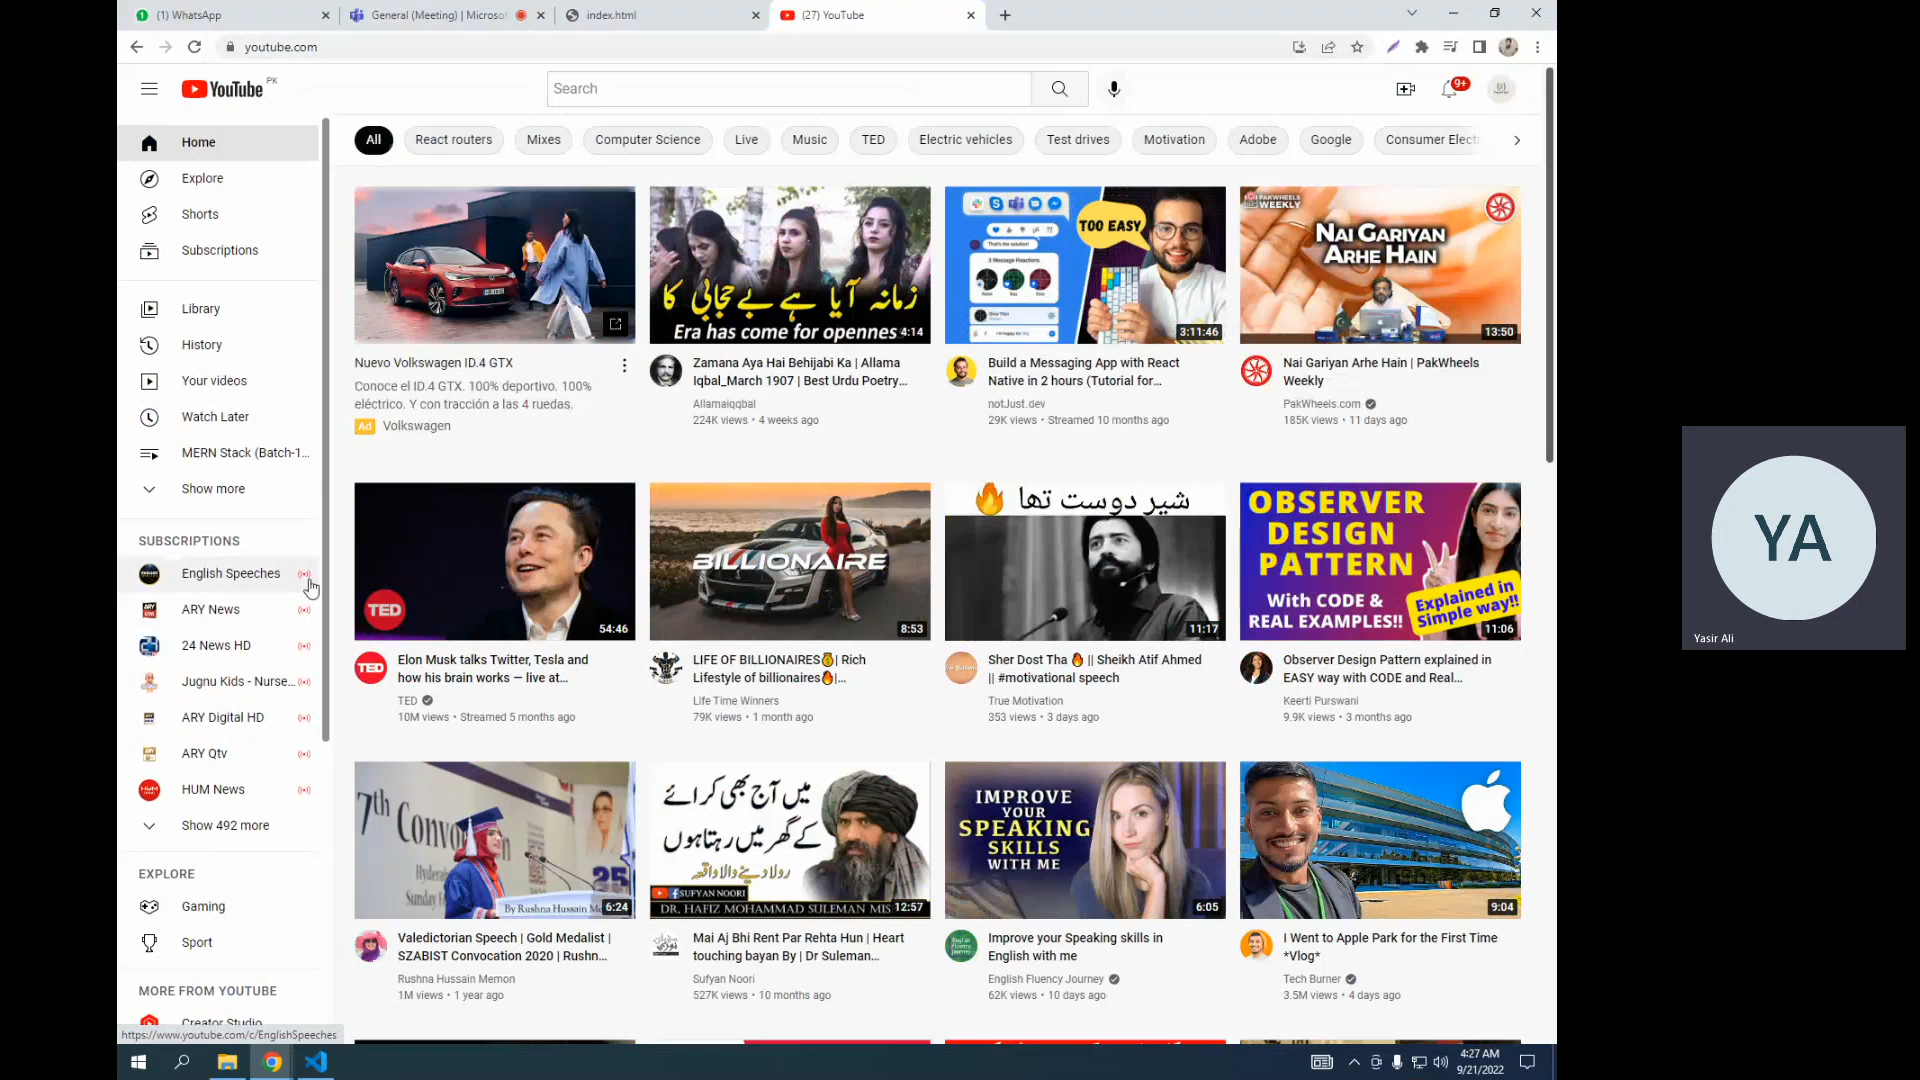 (1) WhatsApp
General (Meeting) | Microso
index.html
(27) YouTube
youtube.com
YouTube PK
Search
9+
Home
Explore
Shorts
Subscriptions
Library
History
Your videos
Watch Later
MERN Stack (Batch-1...
Show more
SUBSCRIPTIONS
English Speeches
ARY News
24 News HD
Jugnu Kids - Nurse...
ARY Digital HD
ARY Qtv
HUM News
Show 492 more
EXPLORE
Gaming
Sport
MORE FROM YOUTUBE
Creator Studio
https://www.youtube.com/c/EnglishSpeeches
All
React routers
Mixes
Computer Science
Live
Music
TED
Electric vehicles
Test drives
Motivation
Adobe
Google
Consumer Elect
Nuevo Volkswagen ID.4 GTX
Conoce el ID.4 GTX. 100% deportivo. 100%
eléctrico. Y con tracción a las 4 ruedas.
Ad Volkswagen
زمانہ آیا ہے بے حجابی کا
Era has come for opennes
4:14
Zamana Aya Hai Behijabi Ka | Allama
Iqbal_March 1907 | Best Urdu Poetry...
Allamaiqqbal
224K views • 4 weeks ago
TOO EASY
That's the solution!
3 Message Reactions
3:11:46
Build a Messaging App with React
Native in 2 hours (Tutorial for...
notJust.dev
29K views • Streamed 10 months ago
PAKWHEELS
WEEKLY
NAI GARIYAN
ARHE HAIN
13:50
Nai Gariyan Arhe Hain | PakWheels
Weekly
PakWheels.com
185K views • 11 days ago
TED
54:46
Elon Musk talks Twitter, Tesla and
how his brain works — live at...
TED
10M views • Streamed 5 months ago
BILLIONAIRE
8:53
LIFE OF BILLIONAIRES💰| Rich
Lifestyle of billionaires🔥|...
Life Time Winners
79K views • 1 month ago
شیر دوست تھا
11:17
Sher Dost Tha 🔥 || Sheikh Atif Ahmed
|| #motivational speech
True Motivation
353 views • 3 days ago
OBSERVER
DESIGN
PATTERN
With CODE &
REAL EXAMPLES!!
Explained in
Simple way!!
11:06
Observer Design Pattern explained in
EASY way with CODE and Real...
Keerti Purswani
9.9K views • 3 months ago
7th Convo
Hyderab
Sunday
25
By Rushna Hussain Me
6:24
Valedictorian Speech | Gold Medalist |
SZABIST Convocation 2020 | Rushn...
Rushna Hussain Memon
1M views • 1 year ago
میں آج بھی کرائے
کے گھر میں رہتا ہوں
رولا دینے والا واقعہ
SUFYAN NOORI
DR. HAFIZ MOHAMMAD SULEMAN MIS
12:57
Mai Aj Bhi Rent Par Rehta Hun | Heart
touching bayan By | Dr Suleman...
Sufyan Noori
527K views • 10 months ago
IMPROVE
YOUR
SPEAKING
SKILLS
WITH ME
6:05
Improve your Speaking skills in
English with me
English Fluency Journey
62K views • 10 days ago
9:04
I Went to Apple Park for the First Time
*Vlog*
Tech Burner
3.5M views • 4 days ago
YA
Yasir Ali
4:27 AM
9/21/2022